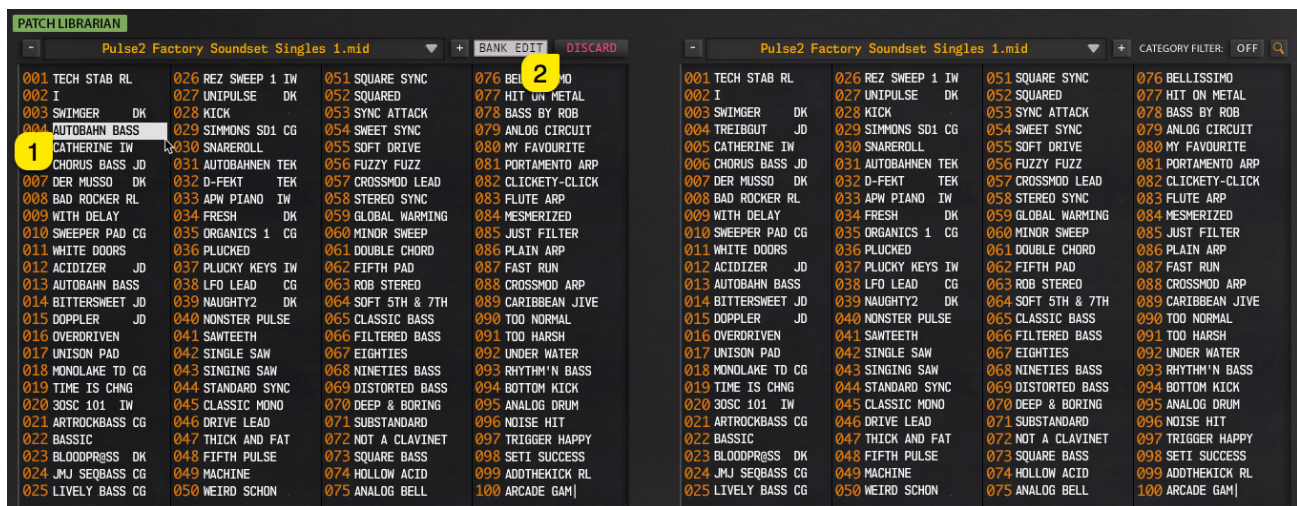 PATCH LIBRARIAN
- Pulse2 Factory Soundset Singles 1.mid + BANK EDIT DISCARD
001 TECH STAB RL
002 I
003 SWIMGER DK
004 AUTOBAHN BASS
1
CATHERINE IW
CHORUS BASS JD
007 DER MUSSO DK
008 BAD ROCKER RL
009 WITH DELAY
010 SWEEPER PAD CG
011 WHITE DOORS
012 ACIDIZER JD
013 AUTOBAHN BASS
014 BITTERSWEET JD
015 DOPPLER JD
016 OVERDRIVEN
017 UNISON PAD
018 MONOLAKE TD CG
019 TIME IS CHNG
020 3OSC 101 IW
021 ARTROCKBASS CG
022 BASSIC
023 BLOODPR@SS DK
024 JMJ SEQBASS CG
025 LIVELY BASS CG
026 REZ SWEEP 1 IW
027 UNIPULSE DK
028 KICK
029 SIMMONS SD1 CG
030 SNAREROLL
031 AUTOBAHNEN TEK
032 D-FEKT TEK
033 APW PIANO IW
034 FRESH DK
035 ORGANICS 1 CG
036 PLUCKED
037 PLUCKY KEYS IW
038 LFO LEAD CG
039 NAUGHTY2 DK
040 NONSTER PULSE
041 SAWTEETH
042 SINGLE SAW
043 SINGING SAW
044 STANDARD SYNC
045 CLASSIC MONO
046 DRIVE LEAD
047 THICK AND FAT
048 FIFTH PULSE
049 MACHINE
050 WEIRD SCHON
051 SQUARE SYNC
052 SQUARED
053 SYNC ATTACK
054 SWEET SYNC
055 SOFT DRIVE
056 FUZZY FUZZ
057 CROSSMOD LEAD
058 STEREO SYNC
059 GLOBAL WARMING
060 MINOR SWEEP
061 DOUBLE CHORD
062 FIFTH PAD
063 ROB STEREO
064 SOFT 5TH & 7TH
065 CLASSIC BASS
066 FILTERED BASS
067 EIGHTIES
068 NINETIES BASS
069 DISTORTED BASS
070 DEEP & BORING
071 SUBSTANDARD
072 NOT A CLAVINET
073 SQUARE BASS
074 HOLLOW ACID
075 ANALOG BELL
2
076
077 HIT ON METAL
078 BASS BY ROB
079 ANLOG CIRCUIT
080 MY FAVOURITE
081 PORTAMENTO ARP
082 CLICKETY-CLICK
083 FLUTE ARP
084 MESMERIZED
085 JUST FILTER
086 PLAIN ARP
087 FAST RUN
088 CROSSMOD ARP
089 CARIBBEAN JIVE
090 TOO NORMAL
091 TOO HARSH
092 UNDER WATER
093 RHYTHM'N BASS
094 BOTTOM KICK
095 ANALOG DRUM
096 NOISE HIT
097 TRIGGER HAPPY
098 SETI SUCCESS
099 ADDTHEKICK RL
100 ARCADE GAM|
- Pulse2 Factory Soundset Singles 1.mid + CATEGORY FILTER: OFF
001 TECH STAB RL
002 I
003 SWIMGER DK
004 TREIBGUT JD
005 CATHERINE IW
006 CHORUS BASS JD
007 DER MUSSO DK
008 BAD ROCKER RL
009 WITH DELAY
010 SWEEPER PAD CG
011 WHITE DOORS
012 ACIDIZER JD
013 AUTOBAHN BASS
014 BITTERSWEET JD
015 DOPPLER JD
016 OVERDRIVEN
017 UNISON PAD
018 MONOLAKE TD CG
019 TIME IS CHNG
020 3OSC 101 IW
021 ARTROCKBASS CG
022 BASSIC
023 BLOODPR@SS DK
024 JMJ SEQBASS CG
025 LIVELY BASS CG
026 REZ SWEEP 1 IW
027 UNIPULSE DK
028 KICK
029 SIMMONS SD1 CG
030 SNAREROLL
031 AUTOBAHNEN TEK
032 D-FEKT TEK
033 APW PIANO IW
034 FRESH DK
035 ORGANICS 1 CG
036 PLUCKED
037 PLUCKY KEYS IW
038 LFO LEAD CG
039 NAUGHTY2 DK
040 NONSTER PULSE
041 SAWTEETH
042 SINGLE SAW
043 SINGING SAW
044 STANDARD SYNC
045 CLASSIC MONO
046 DRIVE LEAD
047 THICK AND FAT
048 FIFTH PULSE
049 MACHINE
050 WEIRD SCHON
051 SQUARE SYNC
052 SQUARED
053 SYNC ATTACK
054 SWEET SYNC
055 SOFT DRIVE
056 FUZZY FUZZ
057 CROSSMOD LEAD
058 STEREO SYNC
059 GLOBAL WARMING
060 MINOR SWEEP
061 DOUBLE CHORD
062 FIFTH PAD
063 ROB STEREO
064 SOFT 5TH & 7TH
065 CLASSIC BASS
066 FILTERED BASS
067 EIGHTIES
068 NINETIES BASS
069 DISTORTED BASS
070 DEEP & BORING
071 SUBSTANDARD
072 NOT A CLAVINET
073 SQUARE BASS
074 HOLLOW ACID
075 ANALOG BELL
076 BELLISSIMO
077 HIT ON METAL
078 BASS BY ROB
079 ANLOG CIRCUIT
080 MY FAVOURITE
081 PORTAMENTO ARP
082 CLICKETY-CLICK
083 FLUTE ARP
084 MESMERIZED
085 JUST FILTER
086 PLAIN ARP
087 FAST RUN
088 CROSSMOD ARP
089 CARIBBEAN JIVE
090 TOO NORMAL
091 TOO HARSH
092 UNDER WATER
093 RHYTHM'N BASS
094 BOTTOM KICK
095 ANALOG DRUM
096 NOISE HIT
097 TRIGGER HAPPY
098 SETI SUCCESS
099 ADDTHEKICK RL
100 ARCADE GAM|